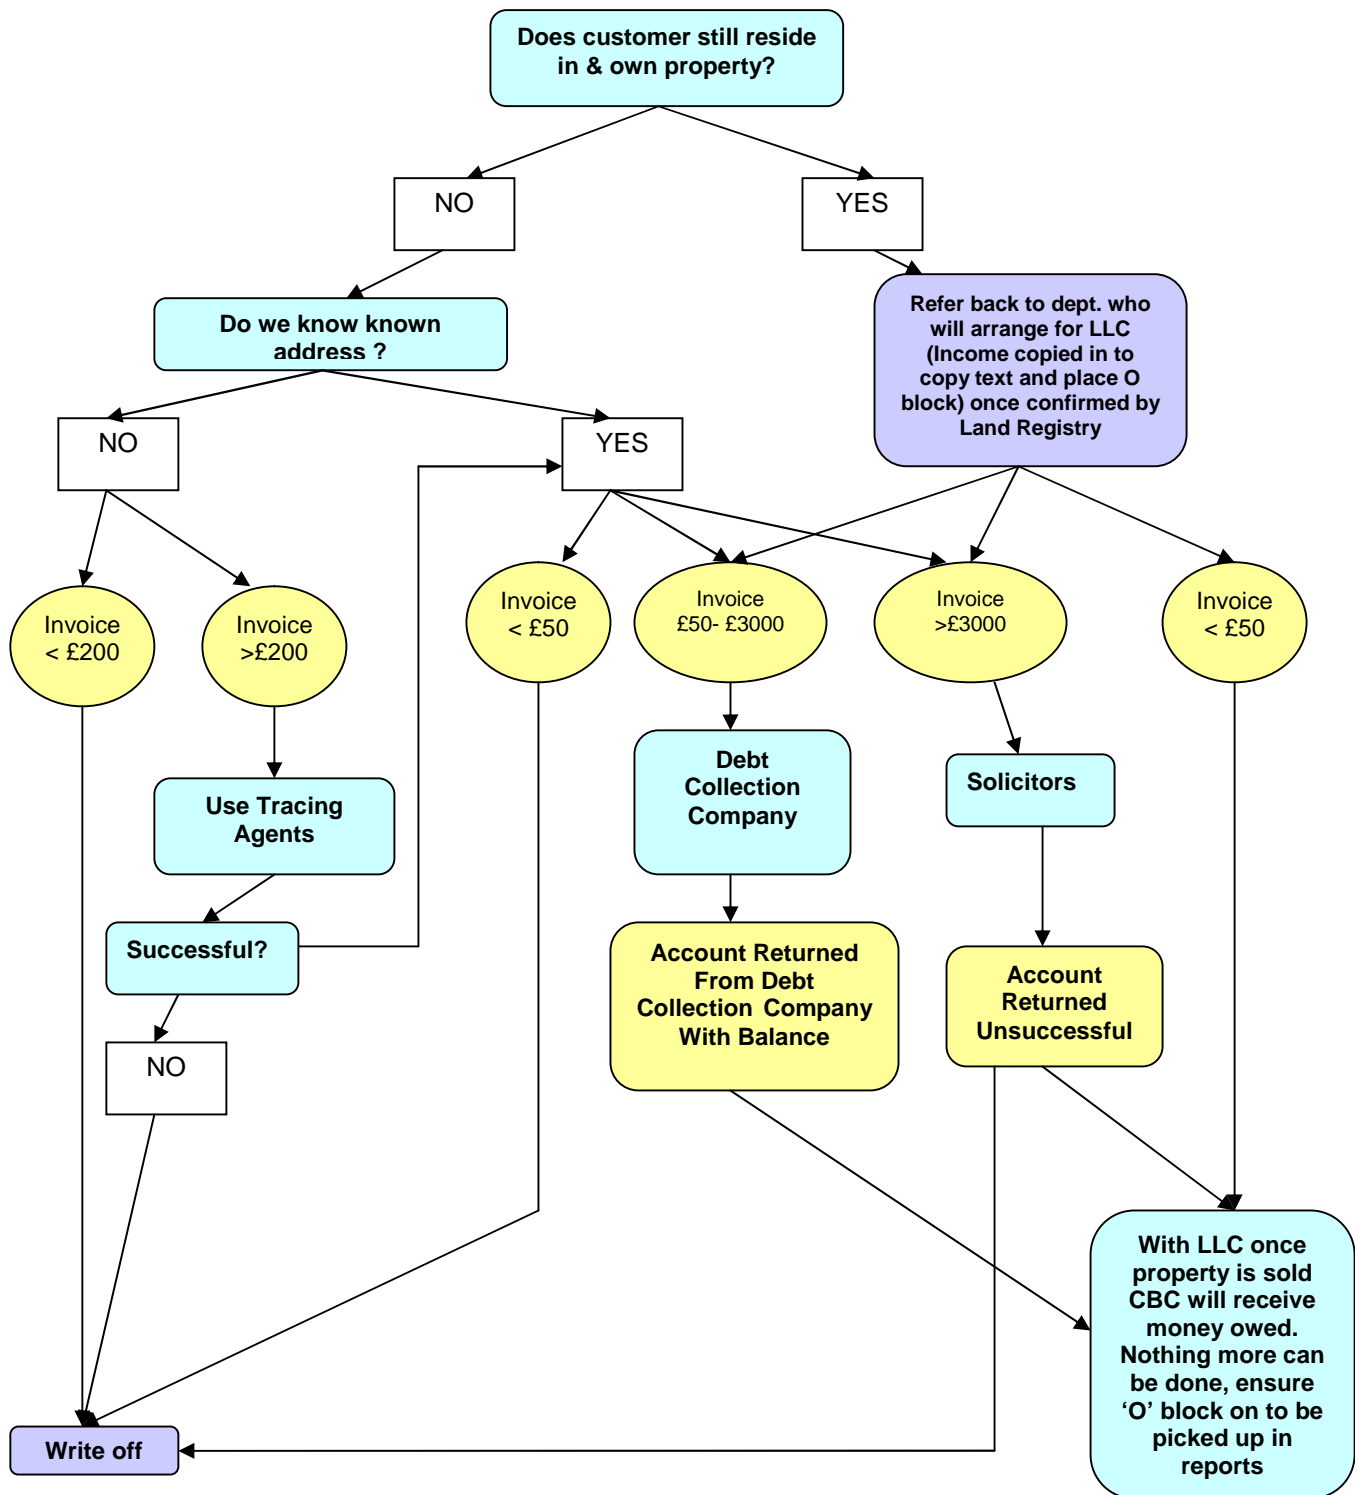 Does customer still reside
in & own property?
NO
YES
Do we know known
address ?
Refer back to dept. who
will arrange for LLC
(Income copied in to
copy text and place O
block) once confirmed by
Land Registry
NO
YES
Invoice
< £200
Invoice
>£200
Invoice
< £50
Invoice
£50- £3000
Invoice
>£3000
Invoice
< £50
Use Tracing
Agents
Debt
Collection
Company
Solicitors
Successful?
Account Returned
From Debt
Collection Company
With Balance
Account
Returned
Unsuccessful
NO
With LLC once
property is sold
CBC will receive
money owed.
Nothing more can
be done, ensure
‘O’ block on to be
picked up in
reports
Write off